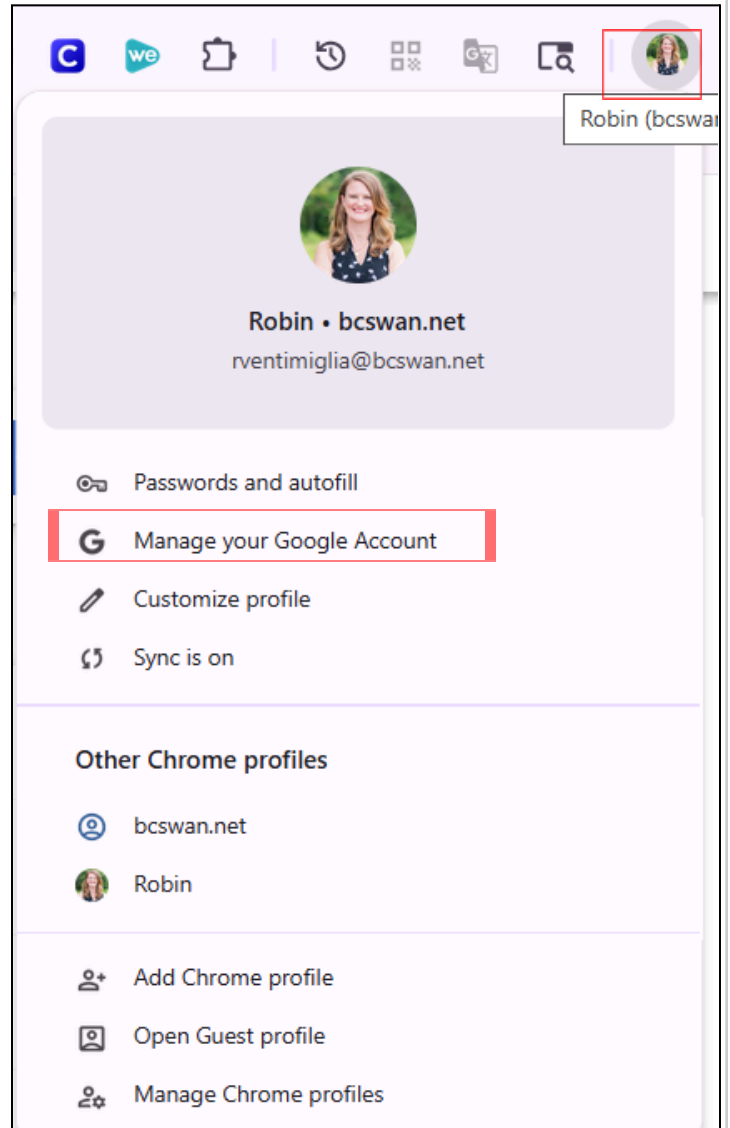 C
we
Robin (bcswa
Robin • bcswan.net
rventimiglia@bcswan.net
Passwords and autofill
G
Manage your Google Account
Customize profile
Sync is on
Other Chrome profiles
bcswan.net
Robin
Add Chrome profile
Open Guest profile
Manage Chrome profiles